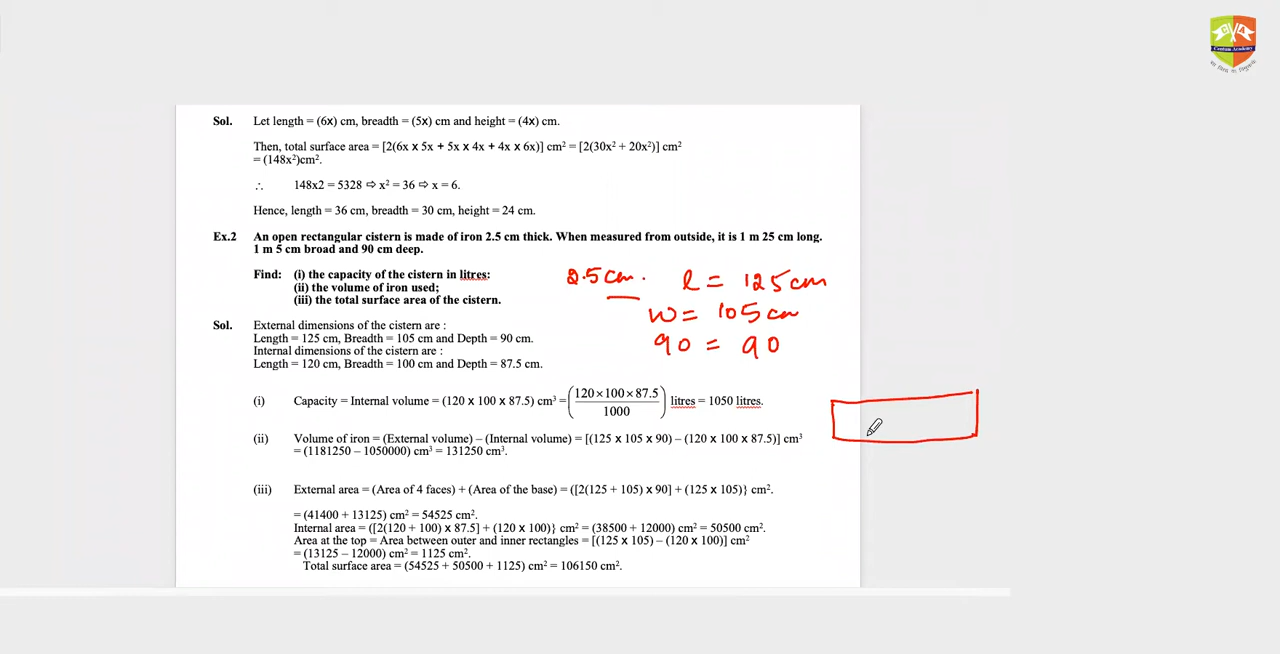 Centum Academy
Sol. Let length = (6x) cm, breadth = (5x) cm and height = (4x) cm.
Then, total surface area = [2(6x x 5x + 5x x 4x + 4x x 6x)] cm² = [2(30x² + 20x²)] cm²
= (148x²)cm².
∴ 148x2 = 5328 ⇨ x² = 36 ⇨ x = 6.
Hence, length = 36 cm, breadth = 30 cm, height = 24 cm.
Ex.2 An open rectangular cistern is made of iron 2.5 cm thick. When measured from outside, it is 1 m 25 cm long.
1 m 5 cm broad and 90 cm deep.
Find: (i) the capacity of the cistern in litres:
(ii) the volume of iron used;
(iii) the total surface area of the cistern.
2.5 cm. l = 125 cm
w = 105 cm
90 = 90
Sol. External dimensions of the cistern are :
Length = 125 cm, Breadth = 105 cm and Depth = 90 cm.
Internal dimensions of the cistern are :
Length = 120 cm, Breadth = 100 cm and Depth = 87.5 cm.
(i) Capacity = Internal volume = (120 x 100 x 87.5) cm³ = (120×100×87.5 / 1000) litres = 1050 litres.
(ii) Volume of iron = (External volume) – (Internal volume) = [(125 x 105 x 90) – (120 x 100 x 87.5)] cm³
= (1181250 – 1050000) cm³ = 131250 cm³.
(iii) External area = (Area of 4 faces) + (Area of the base) = ([2(125 + 105) x 90] + (125 x 105)} cm².
= (41400 + 13125) cm² = 54525 cm².
Internal area = ([2(120 + 100) x 87.5] + (120 x 100)} cm² = (38500 + 12000) cm² = 50500 cm².
Area at the top = Area between outer and inner rectangles = [(125 x 105) – (120 x 100)] cm²
= (13125 – 12000) cm² = 1125 cm².
Total surface area = (54525 + 50500 + 1125) cm² = 106150 cm².